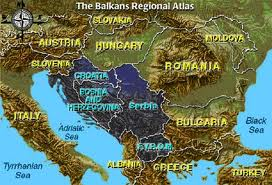 The Balkans Regional Atlas
SLOVAKIA
AUSTRIA
HUNGARY
MOLDOVA
SLOVENIA
ROMANIA
CROATIA
BOSNIA AND
HERZEGOVINA
Serbia
ITALY
Adriatic
Sea
BULGARIA
Black
Sea
F.Y.R.O.M.
ALBANIA
Tyrrhenian
Sea
GREECE
TURKEY